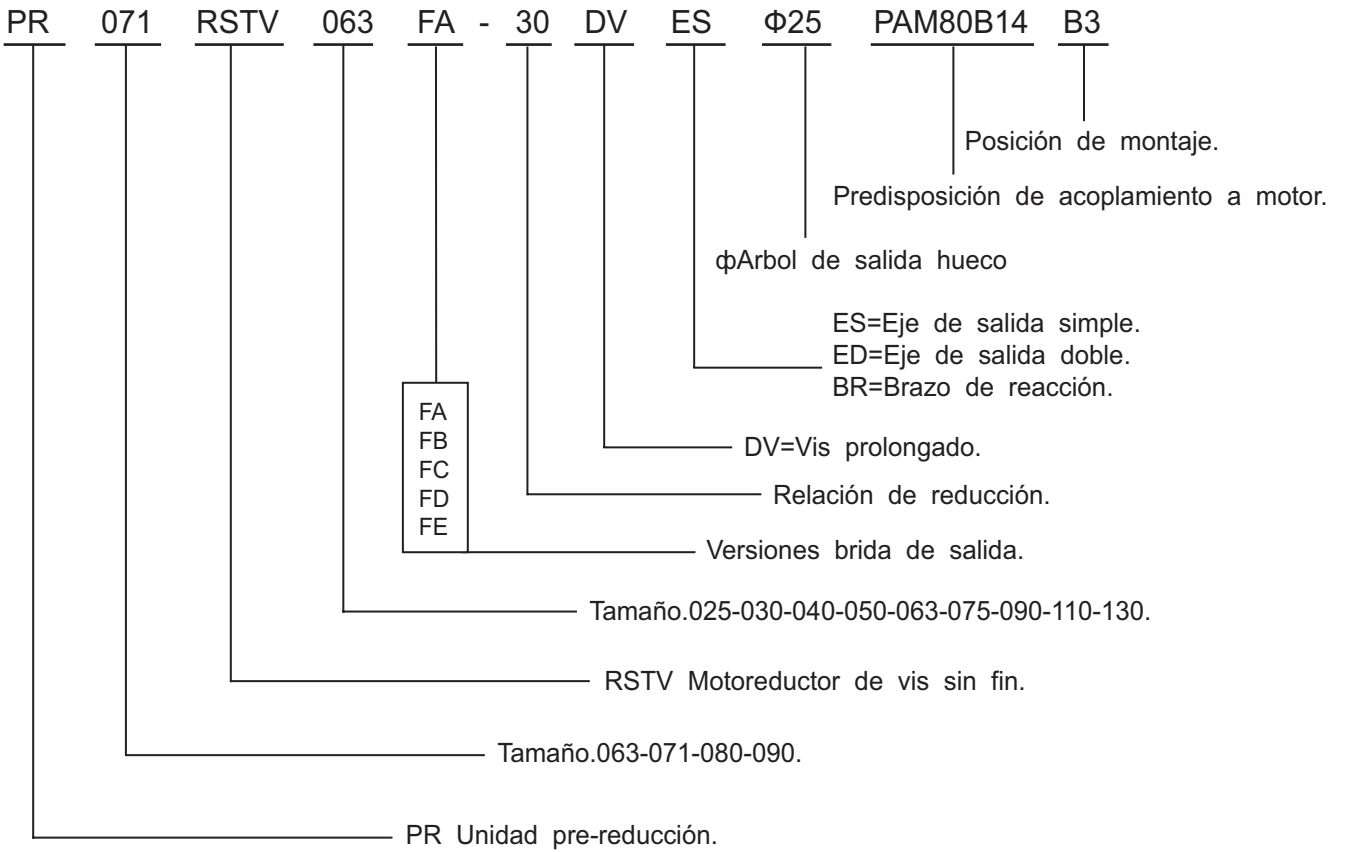 PR 071 RSTV 063 FA - 30 DV ES Φ25 PAM80B14 B3
Posición de montaje.
Predisposición de acoplamiento a motor.
ϕArbol de salida hueco
ES=Eje de salida simple.
ED=Eje de salida doble.
BR=Brazo de reacción.
FA
FB
FC
FD
FE
DV=Vis prolongado.
Relación de reducción.
Versiones brida de salida.
Tamaño.025-030-040-050-063-075-090-110-130.
RSTV Motoreductor de vis sin fin.
Tamaño.063-071-080-090.
PR Unidad pre-reducción.